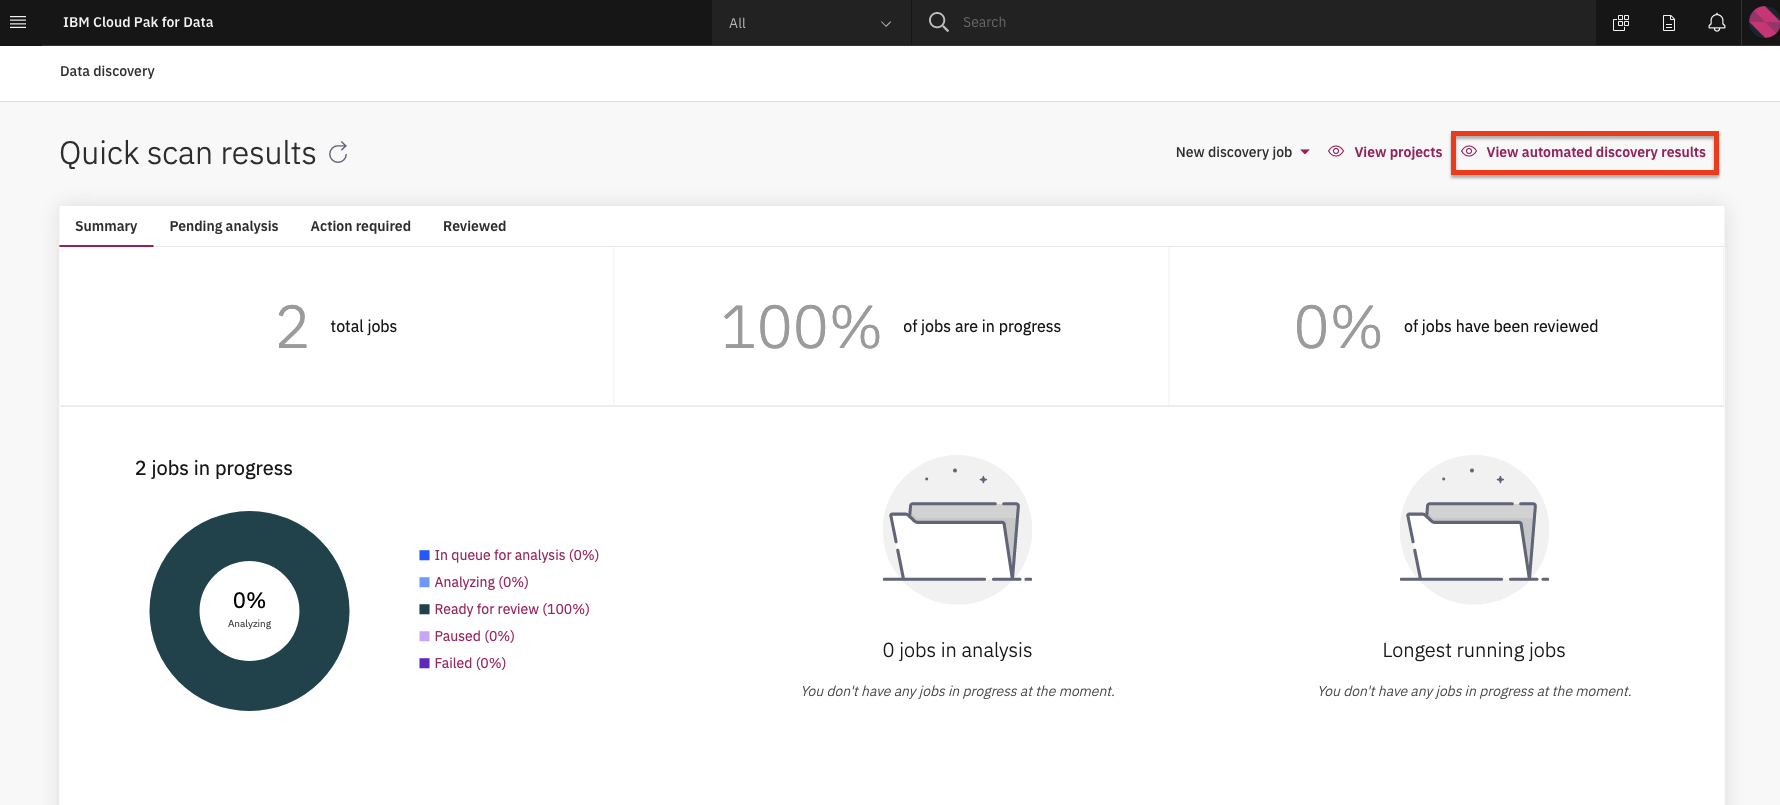 IBM Cloud Pak for Data
All
Search
Data discovery
Quick scan results
New discovery job
View projects
View automated discovery results
Summary
Pending analysis
Action required
Reviewed
2 total jobs
100% of jobs are in progress
0% of jobs have been reviewed
2 jobs in progress
0%
Analyzing
In queue for analysis (0%)
Analyzing (0%)
Ready for review (100%)
Paused (0%)
Failed (0%)
0 jobs in analysis
You don't have any jobs in progress at the moment.
Longest running jobs
You don't have any jobs in progress at the moment.